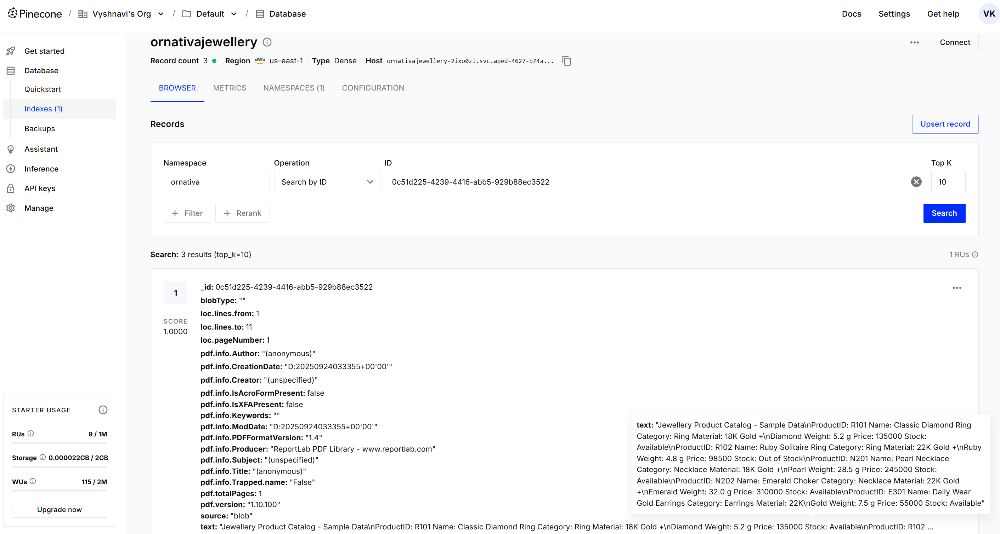 Pinecone / Vyshnavi's Org / Default / Database Docs Settings Get help VK
Get started
Database
Quickstart
Indexes (1)
Backups
Assistant
Inference
API keys
Manage
STARTER USAGE
RUs 9 / 1M
Storage 0.000022GB / 2GB
WUs 115 / 2M
Upgrade now
ornativajewellery Connect
Record count 3 Region aws us-east-1 Type Dense Host ornativajewellery-2ixo0zi.svc.aped-4627-b74a...
BROWSER METRICS NAMESPACES (1) CONFIGURATION
Records Upsert record
Namespace Operation ID Top K
ornativa Search by ID 0c51d225-4239-4416-abb5-929b88ec3522 10
+ Filter + Rerank Search
Search: 3 results (top_k=10) 1 RUs
1
SCORE
1.0000
_id: 0c51d225-4239-4416-abb5-929b88ec3522
blobType: ""
loc.lines.from: 1
loc.lines.to: 11
loc.pageNumber: 1
pdf.info.Author: "(anonymous)"
pdf.info.CreationDate: "D:20250924033355+00'00'"
pdf.info.Creator: "(unspecified)"
pdf.info.IsAcroFormPresent: false
pdf.info.IsXFAPresent: false
pdf.info.Keywords: ""
pdf.info.ModDate: "D:20250924033355+00'00'"
pdf.info.PDFFormatVersion: "1.4"
pdf.info.Producer: "ReportLab PDF Library - www.reportlab.com"
pdf.info.Subject: "(unspecified)"
pdf.info.Title: "(anonymous)"
pdf.info.Trapped.name: "False"
pdf.totalPages: 1
pdf.version: "1.10.100"
source: "blob"
text: "Jewellery Product Catalog - Sample Data\nProductID: R101 Name: Classic Diamond Ring Category: Ring Material: 18K Gold +\nDiamond Weight: 5.2 g Price: 135000 Stock: Available\nProductID: R102 ...
text: "Jewellery Product Catalog - Sample Data\nProductID: R101 Name: Classic Diamond Ring
Category: Ring Material: 18K Gold +\nDiamond Weight: 5.2 g Price: 135000 Stock:
Available\nProductID: R102 Name: Ruby Solitaire Ring Category: Ring Material: 22K Gold +\nRuby
Weight: 4.8 g Price: 98500 Stock: Out of Stock\nProductID: N201 Name: Pearl Necklace
Category: Necklace Material: 18K Gold +\nPearl Weight: 28.5 g Price: 245000 Stock:
Available\nProductID: N202 Name: Emerald Choker Category: Necklace Material: 22K Gold
+\nEmerald Weight: 32.0 g Price: 310000 Stock: Available\nProductID: E301 Name: Daily Wear
Gold Earrings Category: Earrings Material: 22K\nGold Weight: 7.5 g Price: 55000 Stock: Available"